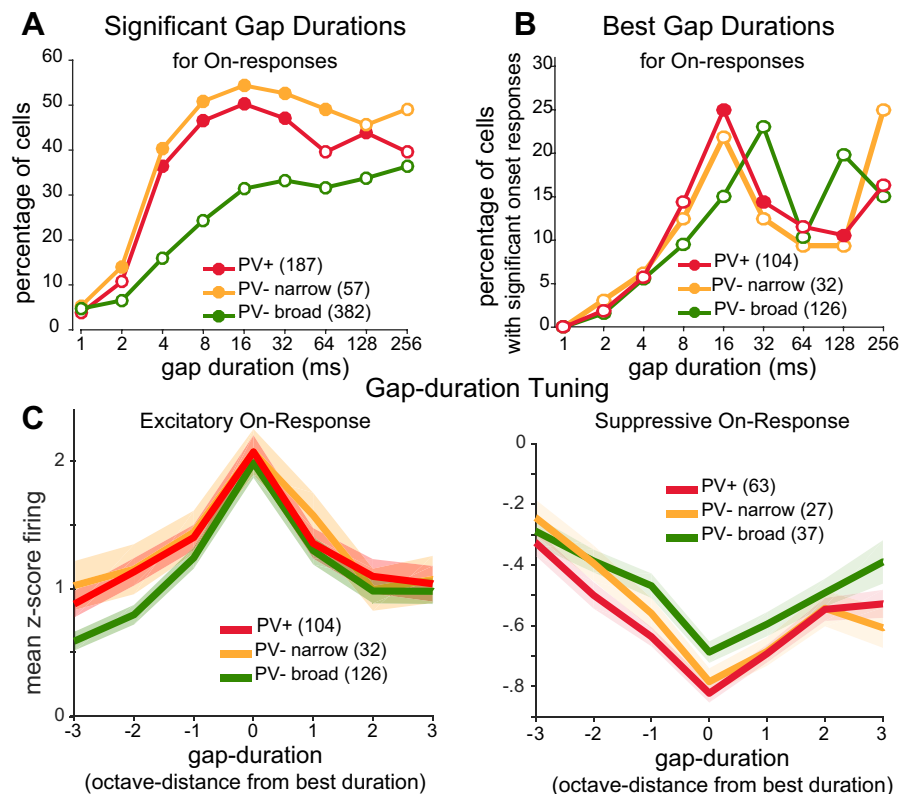 A
Significant Gap Durations
for On-responses
percentage of cells
60
50
40
30
20
10
0
PV+ (187)
PV- narrow (57)
PV- broad (382)
1 2 4 8 16 32 64 128 256
gap duration (ms)
B
Best Gap Durations
for On-responses
percentage of cells
with significant onset responses
30
25
20
15
10
5
0
PV+ (104)
PV- narrow (32)
PV- broad (126)
1 2 4 8 16 32 64 128 256
gap duration (ms)
Gap-duration Tuning
C
Excitatory On-Response
mean z-score firing
2
1
0
PV+ (104)
PV- narrow (32)
PV- broad (126)
-3 -2 -1 0 1 2 3
gap-duration
(octave-distance from best duration)
Suppressive On-Response
0
-.2
-.4
-.6
-.8
PV+ (63)
PV- narrow (27)
PV- broad (37)
-3 -2 -1 0 1 2 3
gap-duration
(octave-distance from best duration)